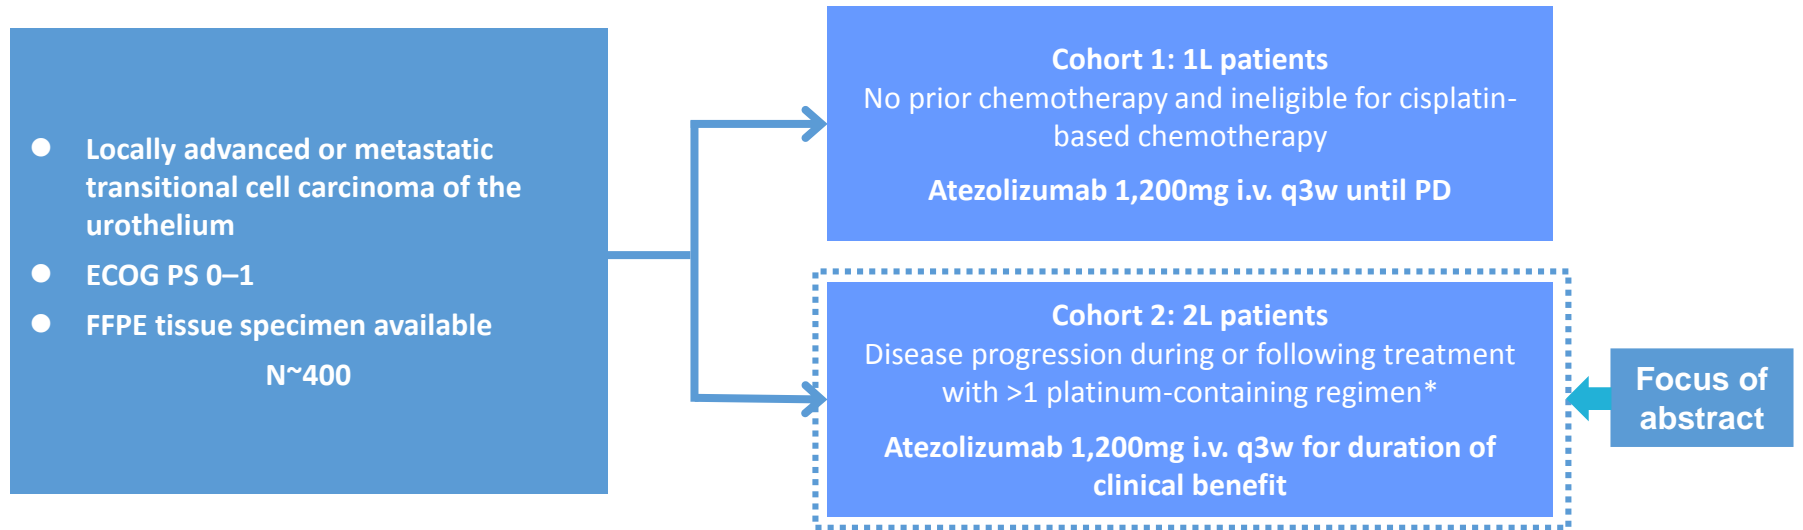 ● Locally advanced or metastatic
transitional cell carcinoma of the
urothelium
● ECOG PS 0–1
● FFPE tissue specimen available
N~400
Cohort 1: 1L patients
No prior chemotherapy and ineligible for cisplatin-
based chemotherapy
Atezolizumab 1,200mg i.v. q3w until PD
Cohort 2: 2L patients
Disease progression during or following treatment
with >1 platinum-containing regimen*
Atezolizumab 1,200mg i.v. q3w for duration of
clinical benefit
Focus of
abstract